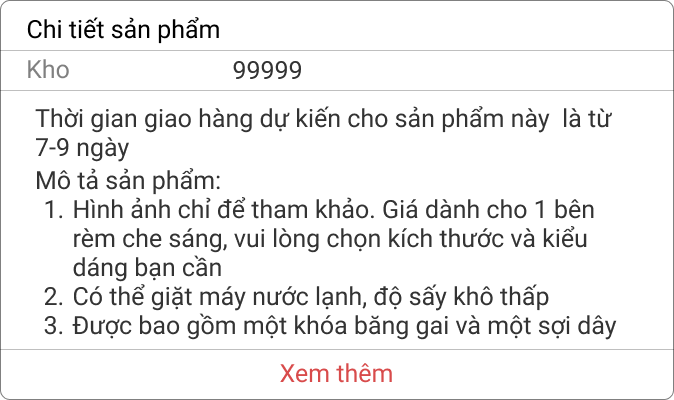 Chi tiết sản phẩm
Kho 99999
Thời gian giao hàng dự kiến cho sản phẩm này  là từ
7-9 ngày
Mô tả sản phẩm:
1. Hình ảnh chỉ để tham khảo. Giá dành cho 1 bên
rèm che sáng, vui lòng chọn kích thước và kiểu
dáng bạn cần
2. Có thể giặt máy nước lạnh, độ sấy khô thấp
3. Được bao gồm một khóa băng gai và một sợi dây
Xem thêm